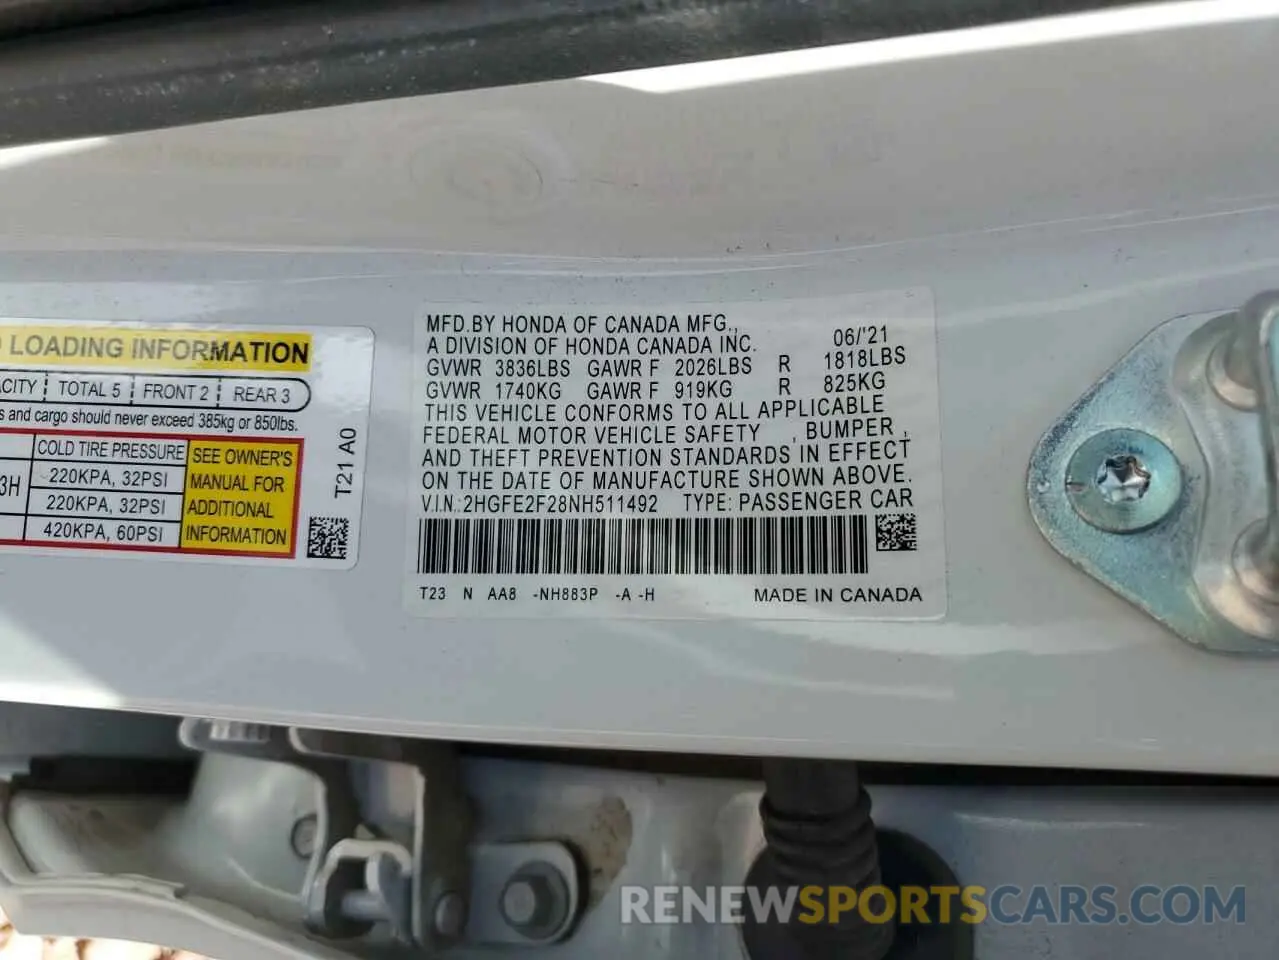 LOADING INFORMATION
ACITY TOTAL 5 FRONT 2 REAR 3
s and cargo should never exceed 385kg or 850lbs.
COLD TIRE PRESSURE
3H
220KPA, 32PSI
220KPA, 32PSI
420KPA, 60PSI
SEE OWNER'S
MANUAL FOR
ADDITIONAL
INFORMATION
T21 A0
MFD.BY HONDA OF CANADA MFG.,
A DIVISION OF HONDA CANADA INC. 06/'21
GVWR 3836LBS GAWR F 2026LBS R 1818LBS
GVWR 1740KG GAWR F 919KG R 825KG
THIS VEHICLE CONFORMS TO ALL APPLICABLE
FEDERAL MOTOR VEHICLE SAFETY , BUMPER ,
AND THEFT PREVENTION STANDARDS IN EFFECT
ON THE DATE OF MANUFACTURE SHOWN ABOVE.
V.I.N.: 2HGFE2F28NH511492 TYPE: PASSENGER CAR
T23 N AA8 -NH883P -A -H MADE IN CANADA
RENEWSPORTSCARS.COM